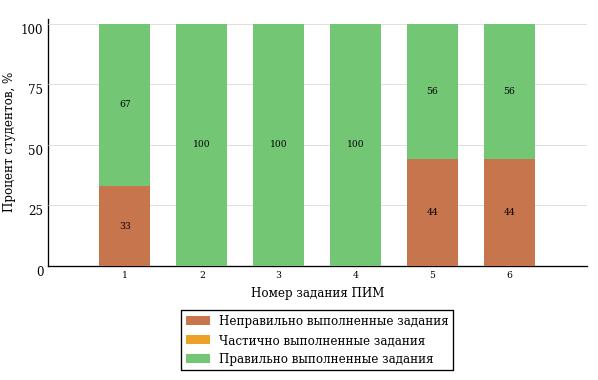 Процент студентов, %
100
75
50
25
0
67
100
100
100
56
56
33
44
44
1 2 3 4 5 6
Номер задания ПИМ
Неправильно выполненные задания
Частично выполненные задания
Правильно выполненные задания